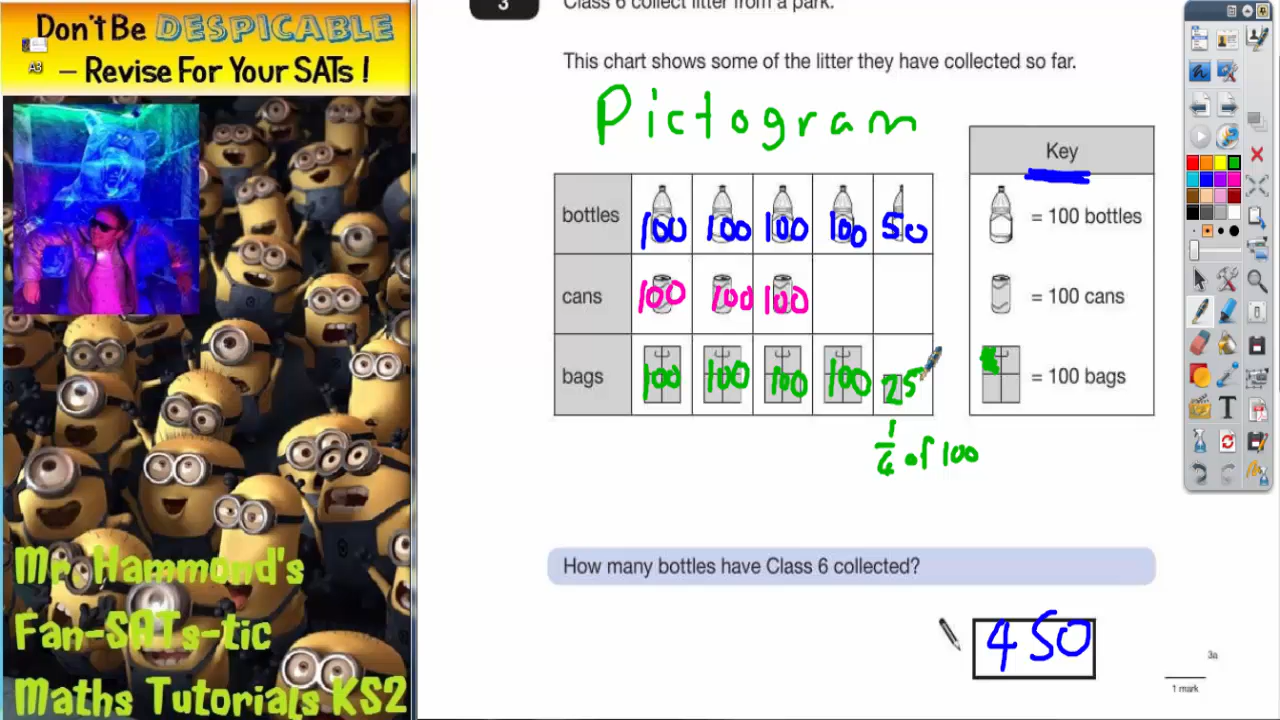 Don't Be DESPICABLE
– Revise For Your SATs !
A3
Mr. Hammond's
Fan-SATs-tic
Maths Tutorials KS2
3
Class 6 collect litter from a park.
This chart shows some of the litter they have collected so far.
Pictogram
Key
bottles 100 100 100 100 50
= 100 bottles
cans 100 100 100
= 100 cans
bags 100 100 100 100 25
= 100 bags
1/4 of 100
How many bottles have Class 6 collected?
450
3a
1 mark
T